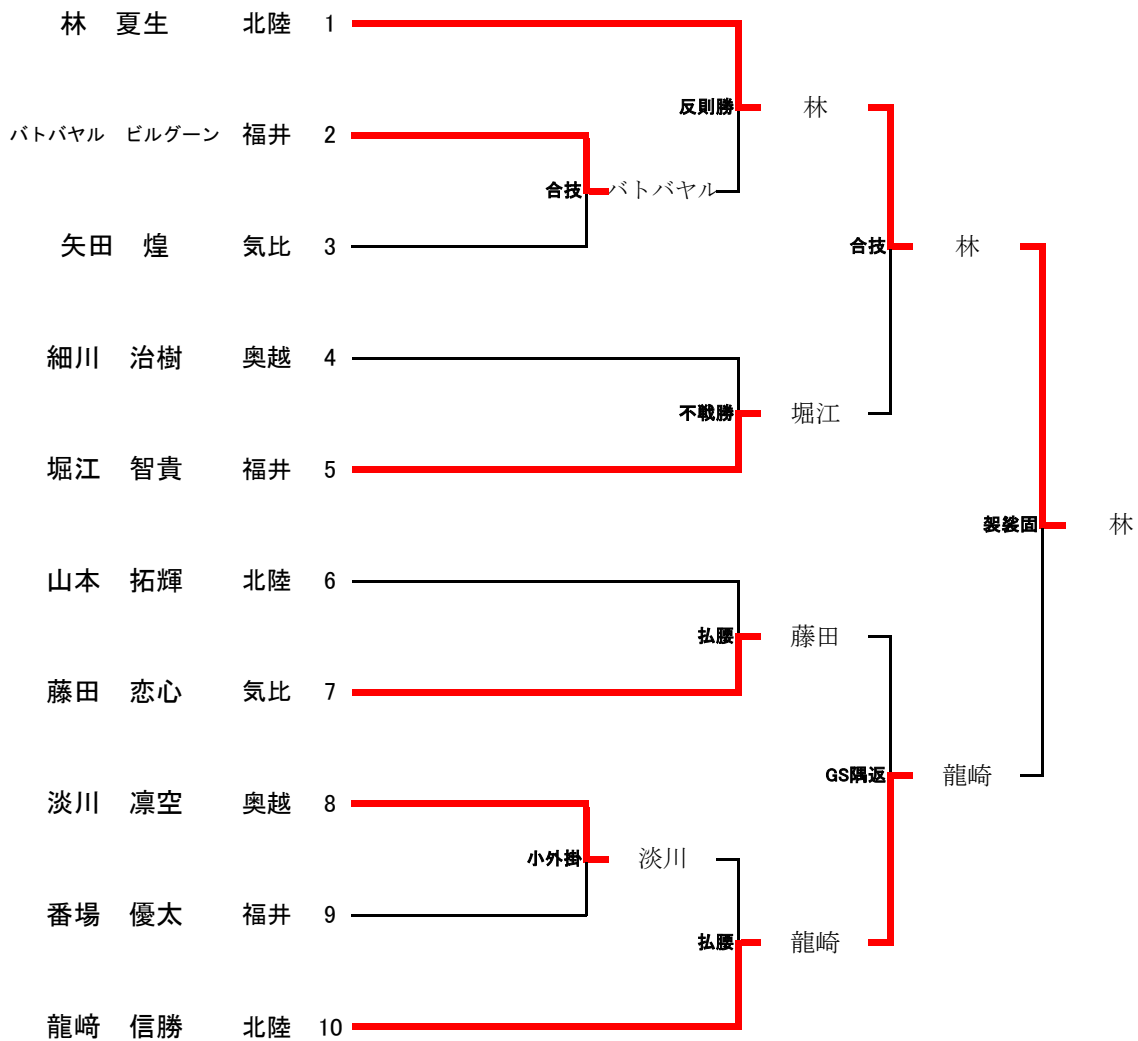 林　夏生　北陸　1
反則勝　林
バトバヤル　ビルグーン　福井　2
合技　バトバヤル
矢田　煌　気比　3
合技　林
細川　治樹　奥越　4
不戦勝　堀江
堀江　智貴　福井　5
袈裟固　林
山本　拓輝　北陸　6
払腰　藤田
藤田　恋心　気比　7
GS隅返　龍崎
淡川　凛空　奥越　8
小外掛　淡川
番場　優太　福井　9
払腰　龍崎
龍﨑　信勝　北陸　10